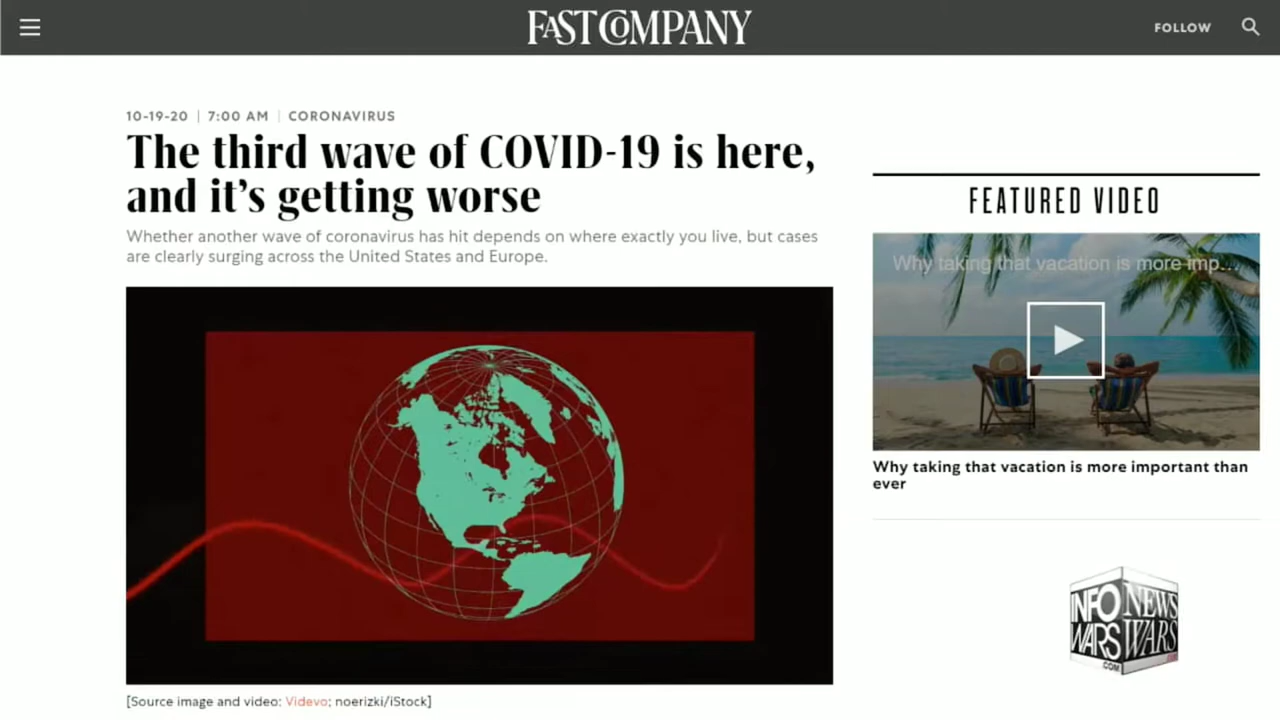 FAST COMPANY
FOLLOW
10-19-20 | 7:00 AM | CORONAVIRUS
The third wave of COVID-19 is here,
and it's getting worse
Whether another wave of coronavirus has hit depends on where exactly you live, but cases
are clearly surging across the United States and Europe.
[Source image and video: Videvo; noerizki/iStock]
FEATURED VIDEO
Why taking that vacation is more imp...
Why taking that vacation is more important than
ever
INFO
WARS
.COM
NEWS
WARS